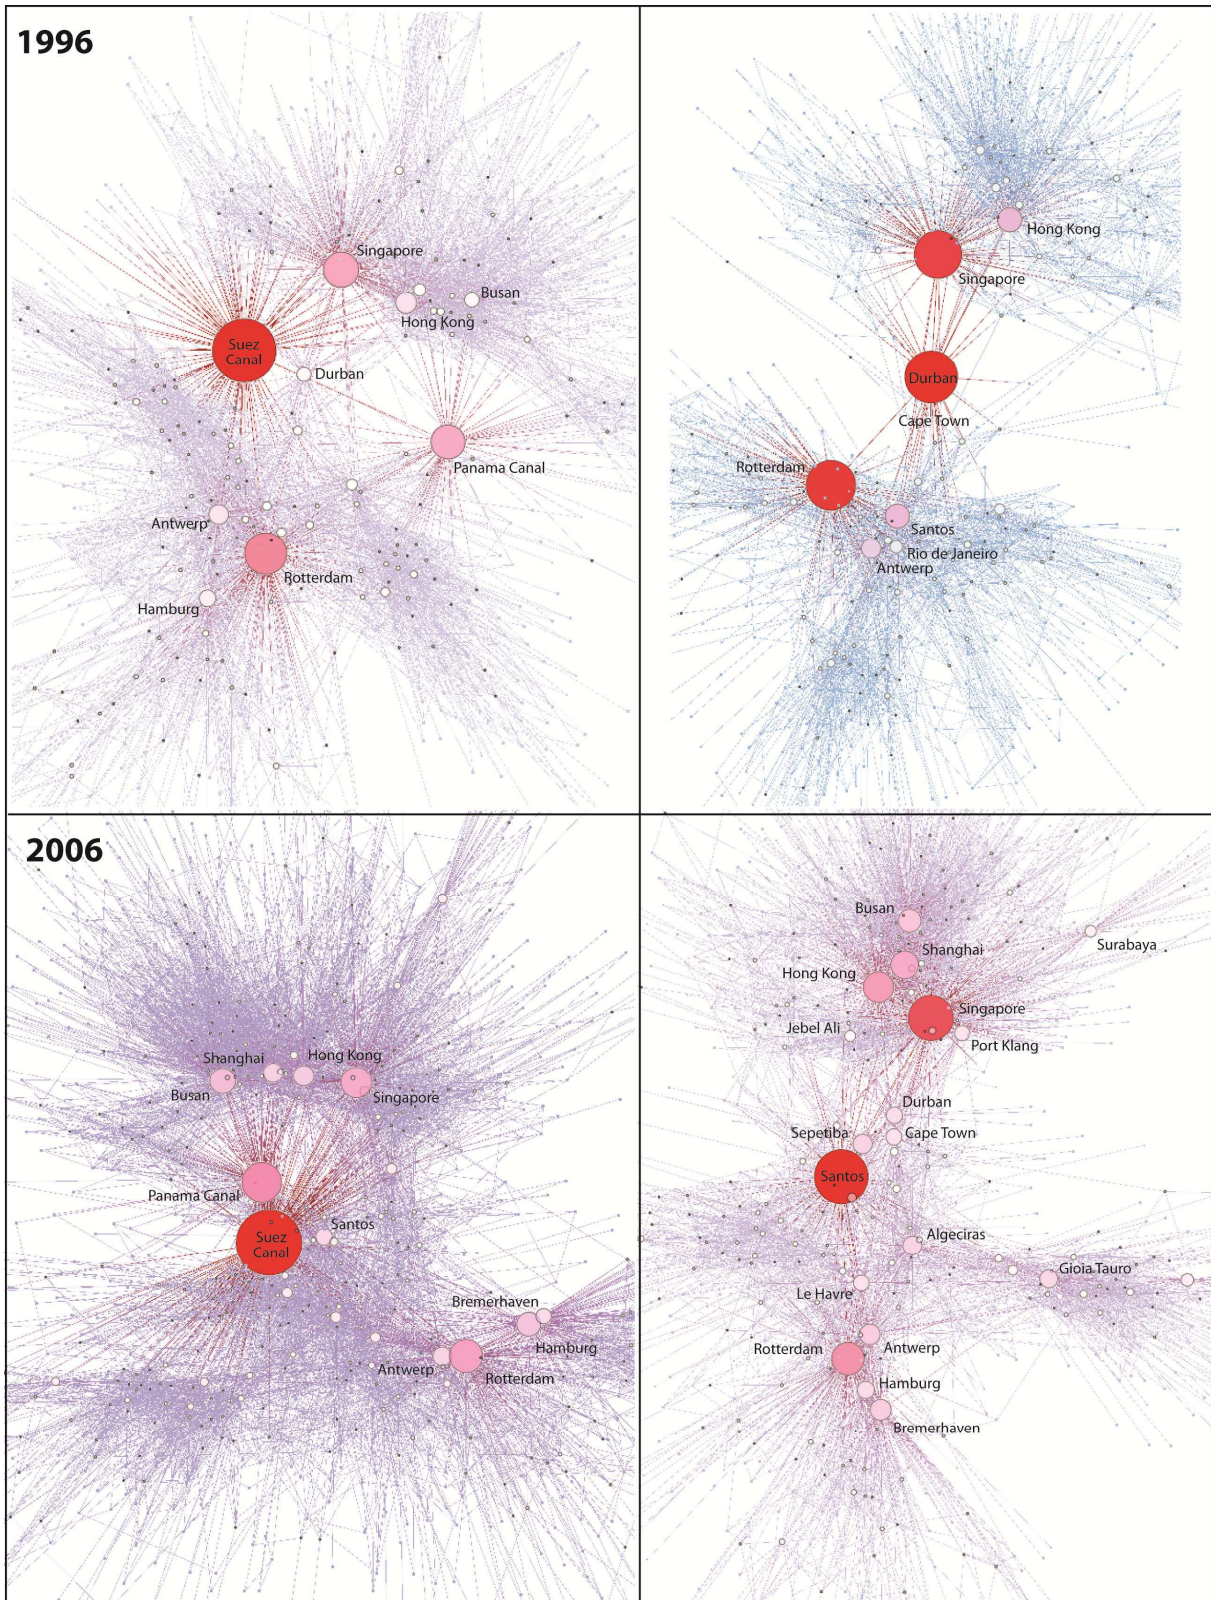 1996
Singapore
Busan
Hong Kong
Suez
Canal
Durban
Panama Canal
Antwerp
Rotterdam
Hamburg
Hong Kong
Singapore
Durban
Cape Town
Rotterdam
Santos
Rio de Janeiro
Antwerp
2006
Shanghai
Hong Kong
Busan
Singapore
Panama Canal
Santos
Suez
Canal
Bremerhaven
Hamburg
Antwerp
Rotterdam
Busan
Surabaya
Shanghai
Hong Kong
Singapore
Jebel Ali
Port Klang
Durban
Sepetiba
Cape Town
Santos
Algeciras
Gioia Tauro
Le Havre
Rotterdam
Antwerp
Hamburg
Bremerhaven